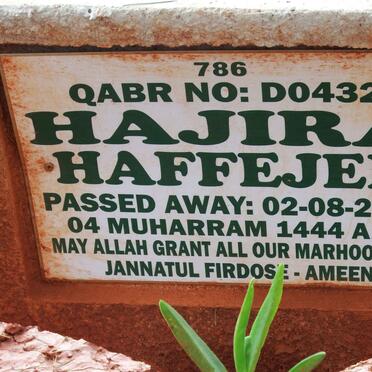 786
QABR NO: D0432
HAJIRA
HAFFEJE
PASSED AWAY: 02-08-2
04 MUHARRAM 1444 A
MAY ALLAH GRANT ALL OUR MARHOO
JANNATUL FIRDOSE - AMEEN